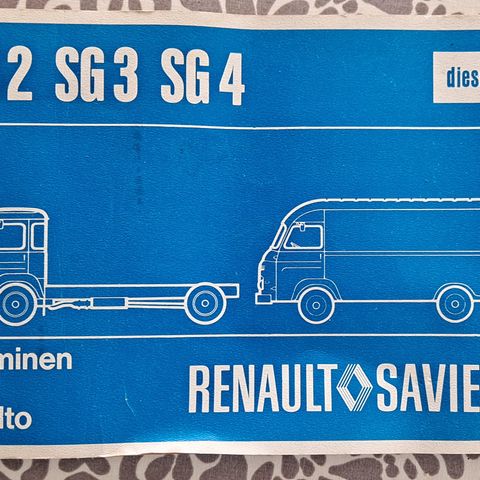 2 SG3 SG4
dies
minen
lto
RENAULT SAVIE